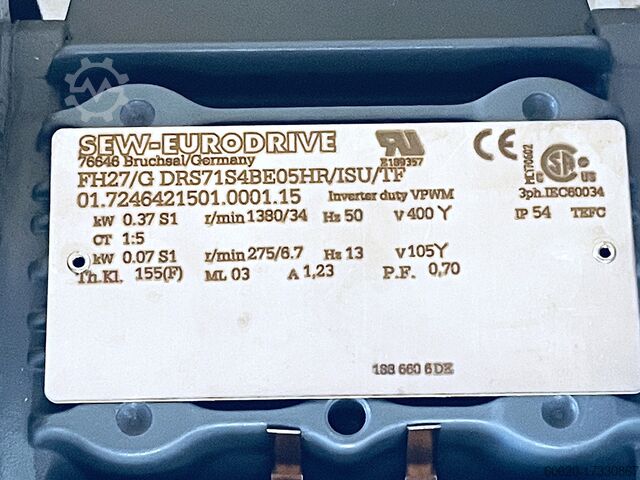 SEW-EURODRIVE
76646 Bruchsal/Germany
E189357
MC170602
C US
FH27/G DRS71S4BE05HR/ISU/TF
3ph.IEC60034
01.7246421501.0001.15 Inverter duty VPWM
kW 0.37 S1 r/min 1380/34 Hz 50 V 400 Y IP 54 TEFC
CT 1:5
kW 0.07 S1 r/min 275/6.7 Hz 13 V 105Y
Th.Kl. 155(F) ML 03 A 1,23 P.F. 0,70
188 660 6 DE